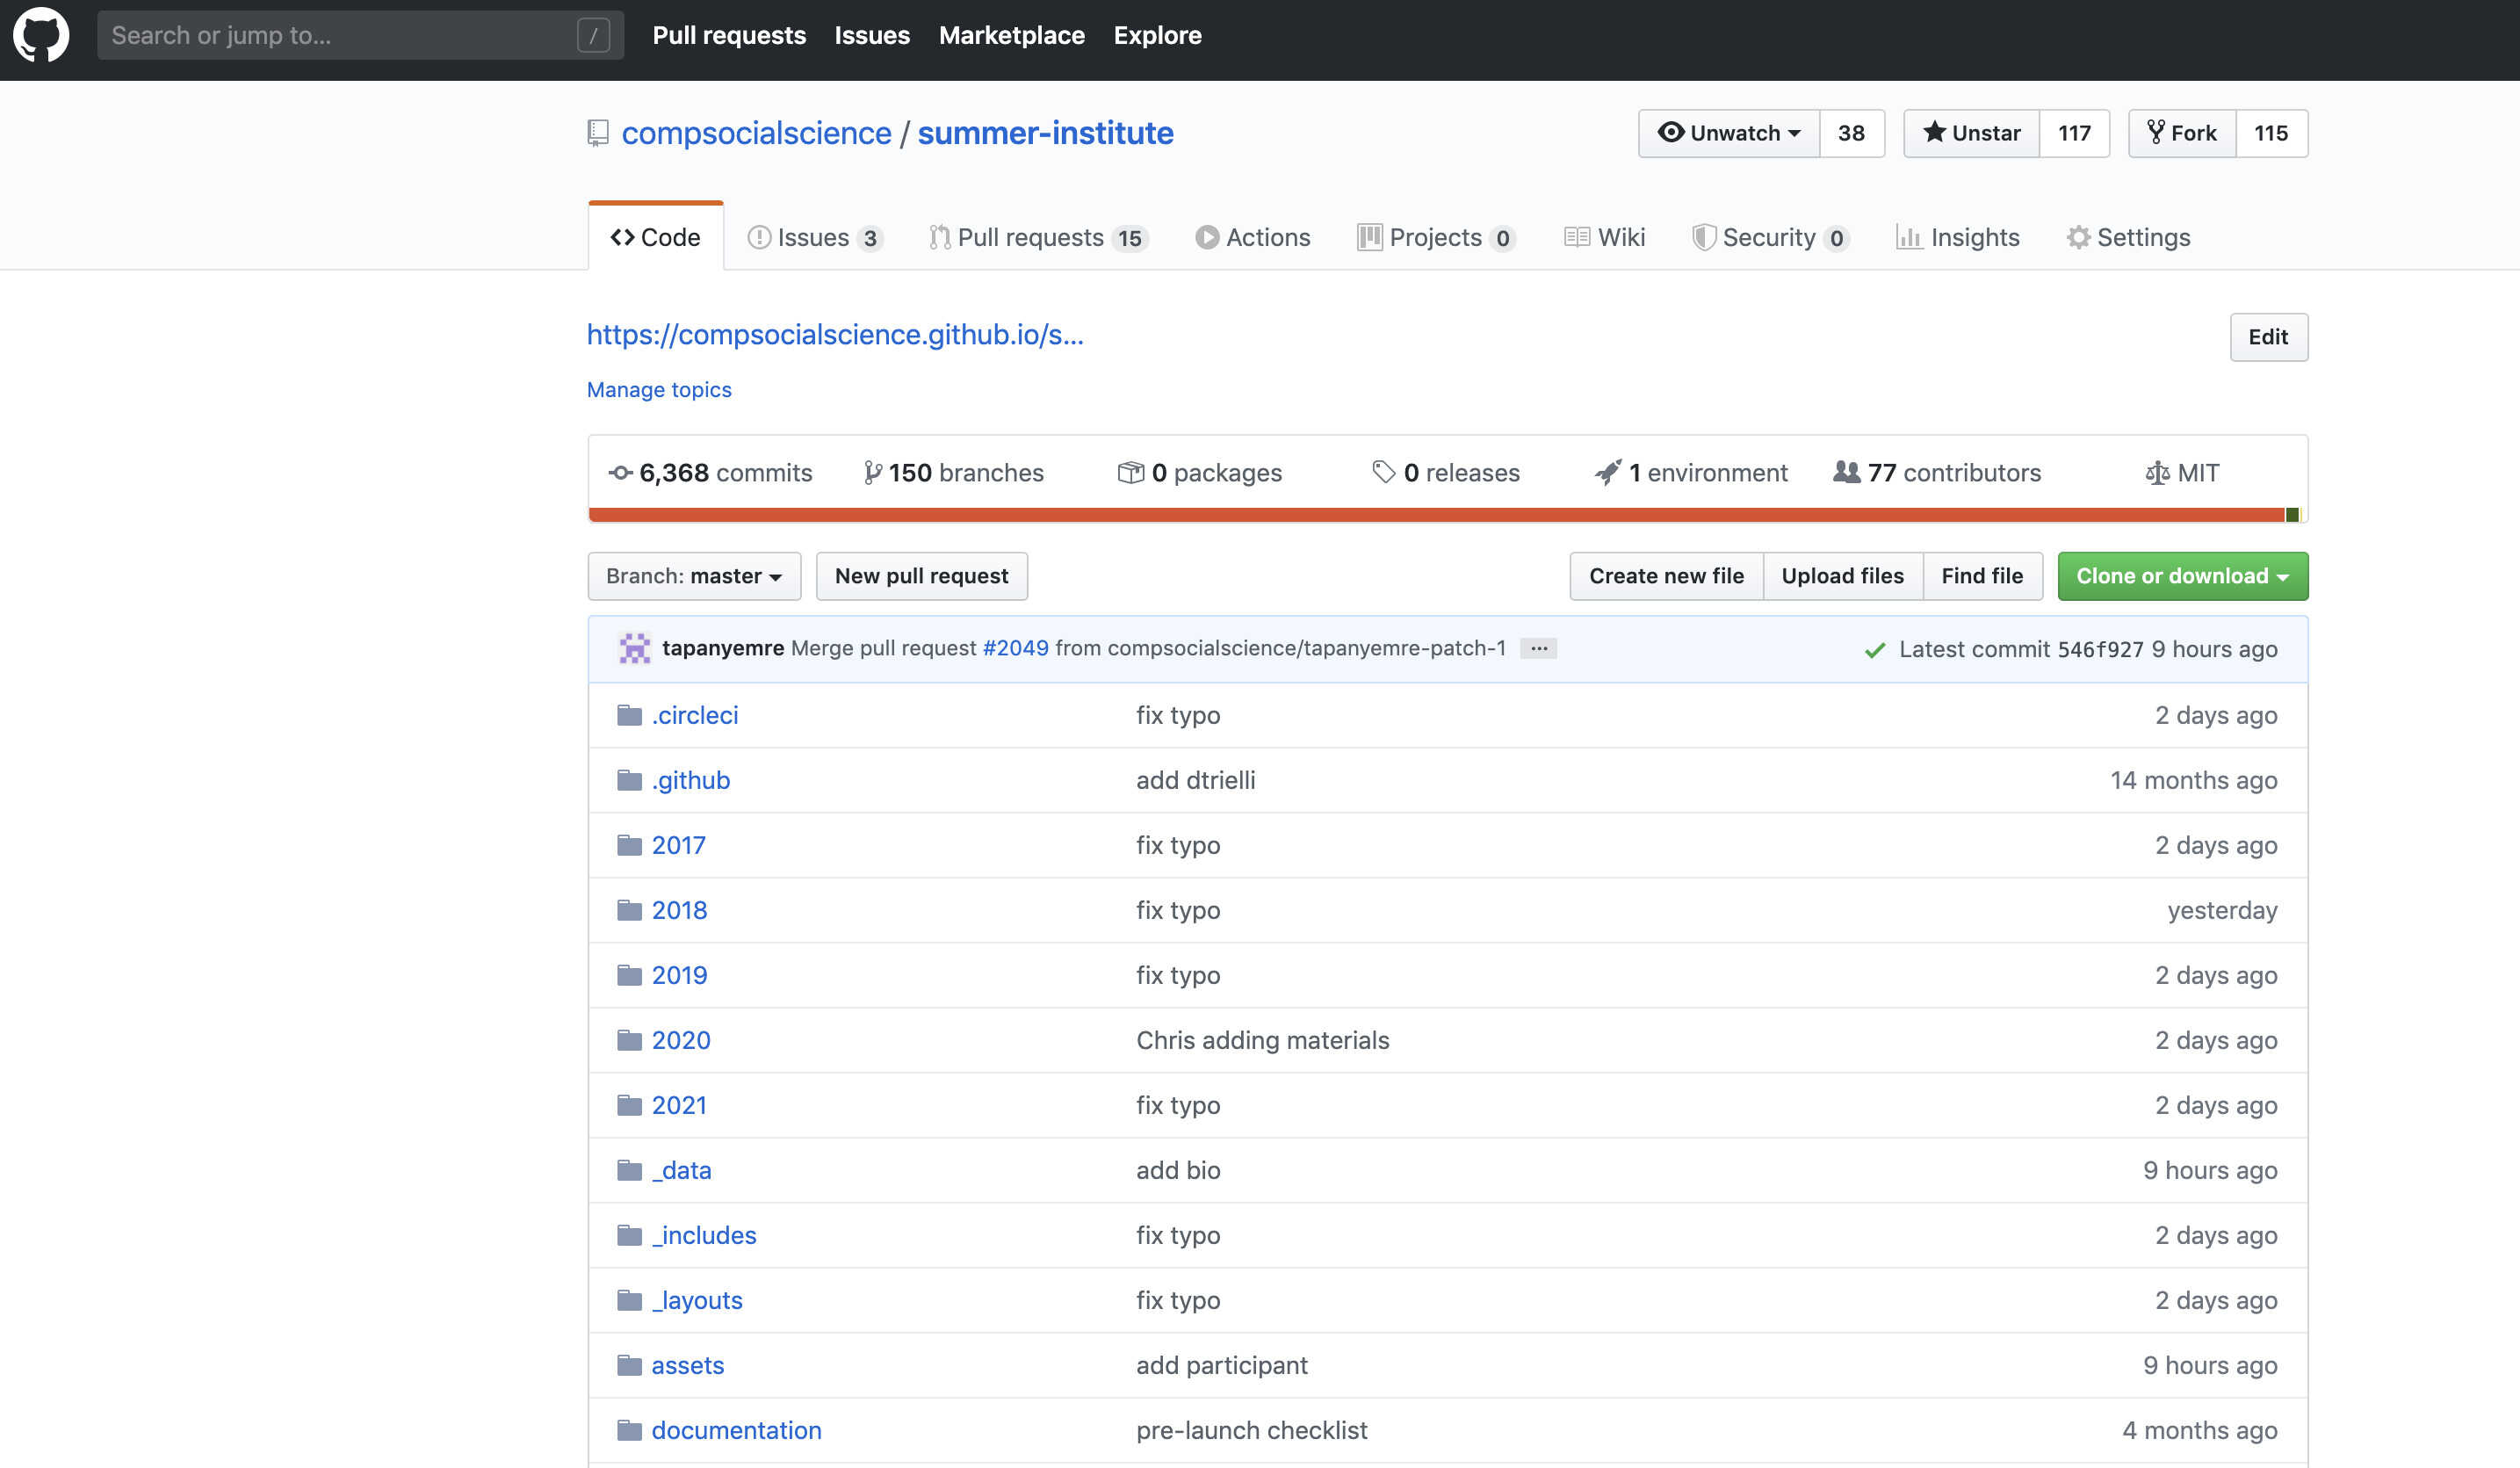 Search or jump to... / Pull requests Issues Marketplace Explore
compsocialscience / summer-institute Unwatch 38 Unstar 117 Fork 115
Code Issues 3 Pull requests 15 Actions Projects 0 Wiki Security 0 Insights Settings
https://compsocialscience.github.io/s... Edit
Manage topics
6,368 commits 150 branches 0 packages 0 releases 1 environment 77 contributors MIT
Branch: master New pull request Create new file Upload files Find file Clone or download
tapanyemre Merge pull request #2049 from compsocialscience/tapanyemre-patch-1 ... Latest commit 546f927 9 hours ago
.circleci fix typo 2 days ago
.github add dtrielli 14 months ago
2017 fix typo 2 days ago
2018 fix typo yesterday
2019 fix typo 2 days ago
2020 Chris adding materials 2 days ago
2021 fix typo 2 days ago
_data add bio 9 hours ago
_includes fix typo 2 days ago
_layouts fix typo 2 days ago
assets add participant 9 hours ago
documentation pre-launch checklist 4 months ago